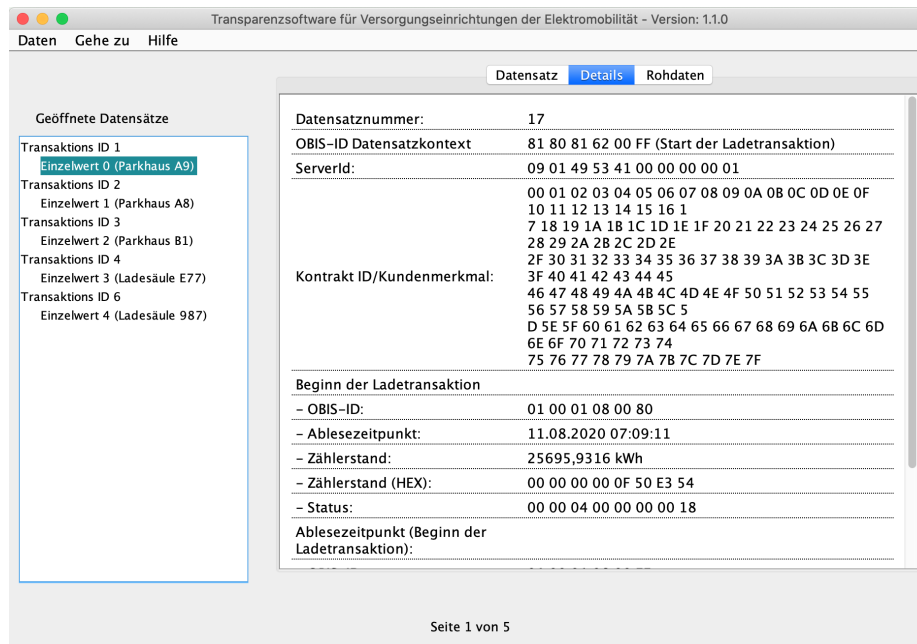 Transparenzsoftware für Versorgungseinrichtungen der Elektromobilität - Version: 1.1.0
Daten Gehe zu Hilfe
Datensatz Details Rohdaten
Geöffnete Datensätze
Transaktions ID 1
Einzelwert 0 (Parkhaus A9)
Transaktions ID 2
Einzelwert 1 (Parkhaus A8)
Transaktions ID 3
Einzelwert 2 (Parkhaus B1)
Transaktions ID 4
Einzelwert 3 (Ladesäule E77)
Transaktions ID 6
Einzelwert 4 (Ladesäule 987)
Datensatznummer: 17
OBIS-ID Datensatzkontext 81 80 81 62 00 FF (Start der Ladetransaktion)
ServerId: 09 01 49 53 41 00 00 00 00 01
Kontrakt ID/Kundenmerkmal:
00 01 02 03 04 05 06 07 08 09 0A 0B 0C 0D 0E 0F
10 11 12 13 14 15 16 1
7 18 19 1A 1B 1C 1D 1E 1F 20 21 22 23 24 25 26 27
28 29 2A 2B 2C 2D 2E
2F 30 31 32 33 34 35 36 37 38 39 3A 3B 3C 3D 3E
3F 40 41 42 43 44 45
46 47 48 49 4A 4B 4C 4D 4E 4F 50 51 52 53 54 55
56 57 58 59 5A 5B 5C 5
D 5E 5F 60 61 62 63 64 65 66 67 68 69 6A 6B 6C 6D
6E 6F 70 71 72 73 74
75 76 77 78 79 7A 7B 7C 7D 7E 7F
Beginn der Ladetransaktion
- OBIS-ID: 01 00 01 08 00 80
- Ablesezeitpunkt: 11.08.2020 07:09:11
- Zählerstand: 25695,9316 kWh
- Zählerstand (HEX): 00 00 00 00 0F 50 E3 54
- Status: 00 00 04 00 00 00 00 18
Ablesezeitpunkt (Beginn der
Ladetransaktion):
Seite 1 von 5